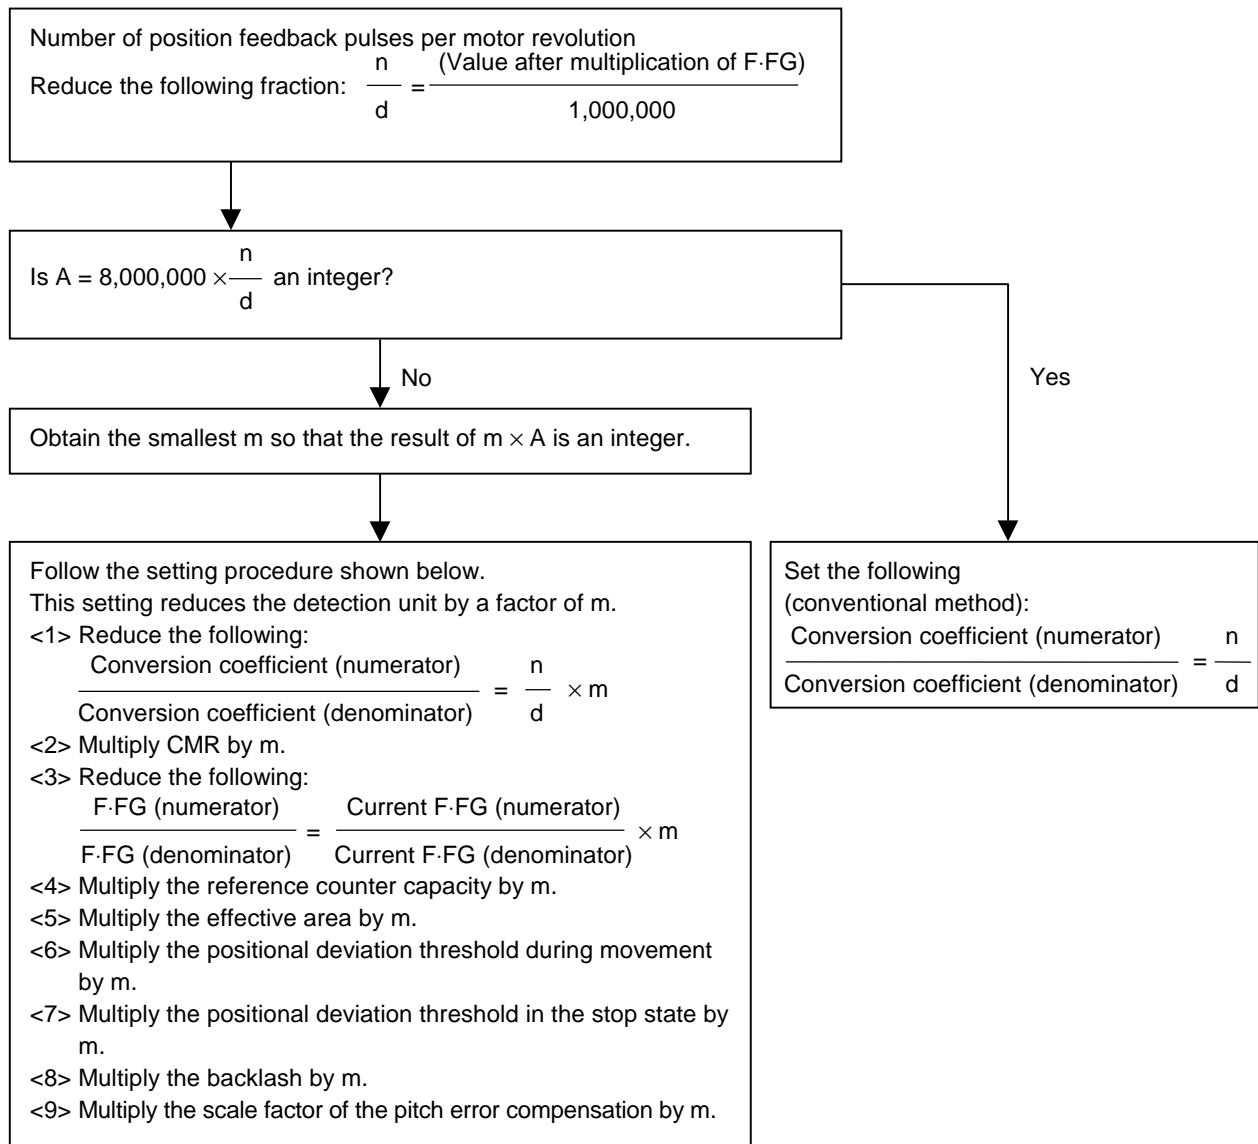 Number of position feedback pulses per motor revolution
Reduce the following fraction: n/d = (Value after multiplication of F·FG)/1,000,000
Is A = 8,000,000 × n/d an integer?
No
Yes
Obtain the smallest m so that the result of m × A is an integer.
Follow the setting procedure shown below.
This setting reduces the detection unit by a factor of m.
<1> Reduce the following:
Conversion coefficient (numerator)/Conversion coefficient (denominator) = n/d × m
<2> Multiply CMR by m.
<3> Reduce the following:
F·FG (numerator)/F·FG (denominator) = Current F·FG (numerator)/Current F·FG (denominator) × m
<4> Multiply the reference counter capacity by m.
<5> Multiply the effective area by m.
<6> Multiply the positional deviation threshold during movement
by m.
<7> Multiply the positional deviation threshold in the stop state by
m.
<8> Multiply the backlash by m.
<9> Multiply the scale factor of the pitch error compensation by m.
Set the following
(conventional method):
Conversion coefficient (numerator)/Conversion coefficient (denominator) = n/d